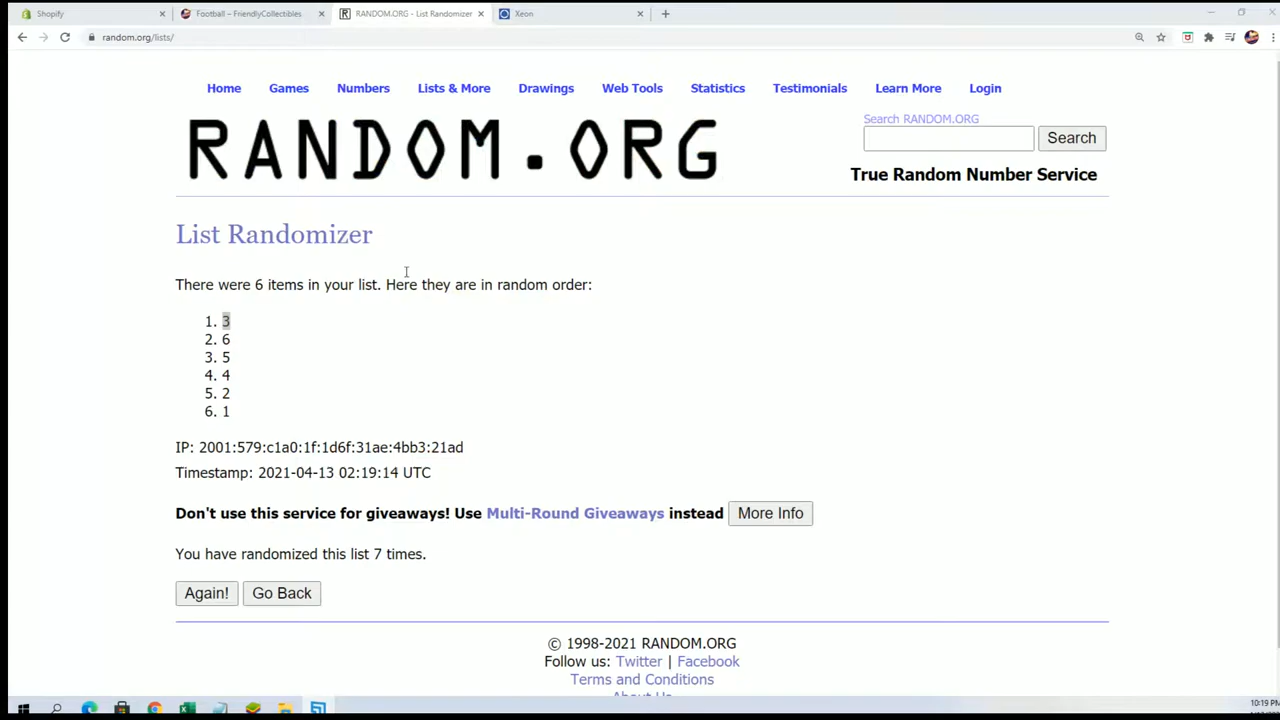 Shopify
Football – FriendlyCollectibles
RANDOM.ORG - List Randomizer
Xeon
random.org/lists/
Home Games Numbers Lists & More Drawings Web Tools Statistics Testimonials Learn More Login
RANDOM.ORG
Search RANDOM.ORG
Search
True Random Number Service
List Randomizer
There were 6 items in your list. Here they are in random order:
1. 3
2. 6
3. 5
4. 4
5. 2
6. 1
IP: 2001:579:c1a0:1f:1d6f:31ae:4bb3:21ad
Timestamp: 2021-04-13 02:19:14 UTC
Don't use this service for giveaways! Use Multi-Round Giveaways instead More Info
You have randomized this list 7 times.
Again! Go Back
© 1998-2021 RANDOM.ORG
Follow us: Twitter | Facebook
Terms and Conditions
About Us
10:19 PM